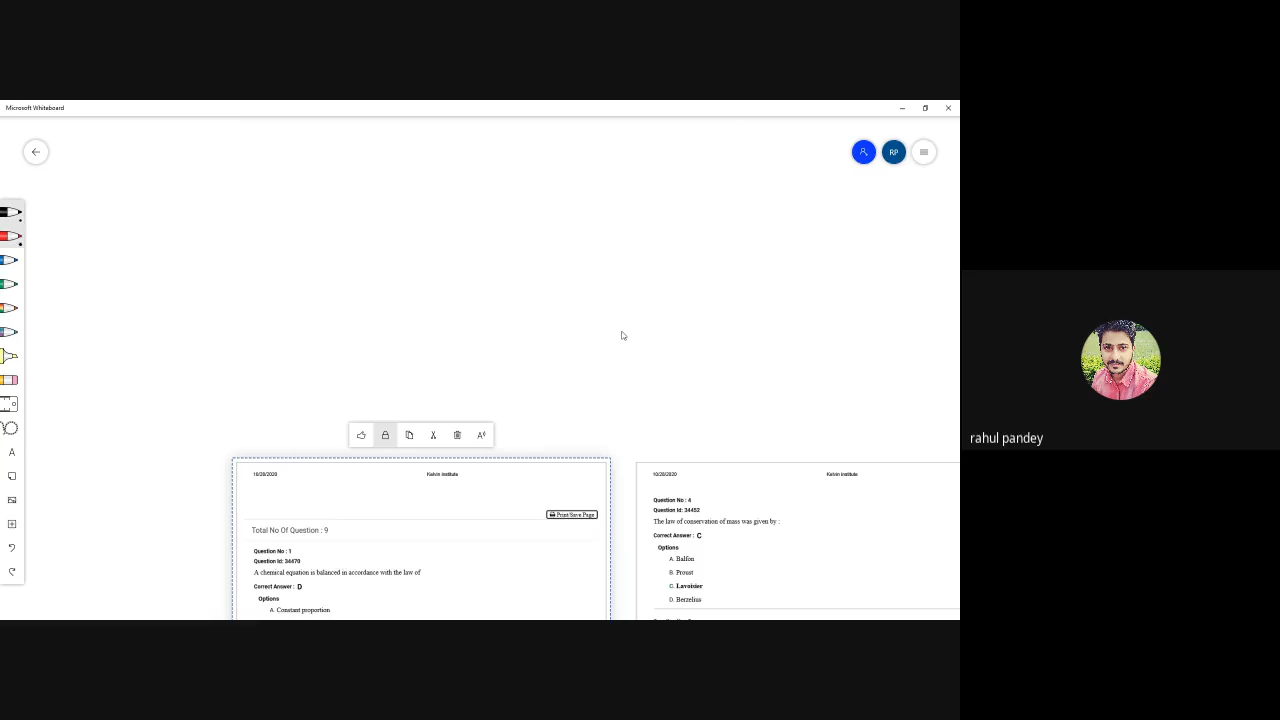 Microsoft Whiteboard
RP
A
10/28/2020
Kelvin institute
Print/Save Page
Total No Of Question : 9
Question No : 1
Question Id: 34470
A chemical equation is balanced in accordance with the law of
Correct Answer : D
Options
A. Constant proportion
10/28/2020
Kelvin institute
Question No : 4
Question Id: 34452
The law of conservation of mass was given by :
Correct Answer : C
Options
A. Balfon
B. Proust
C. Lavoisier
D. Berzelius
rahul pandey